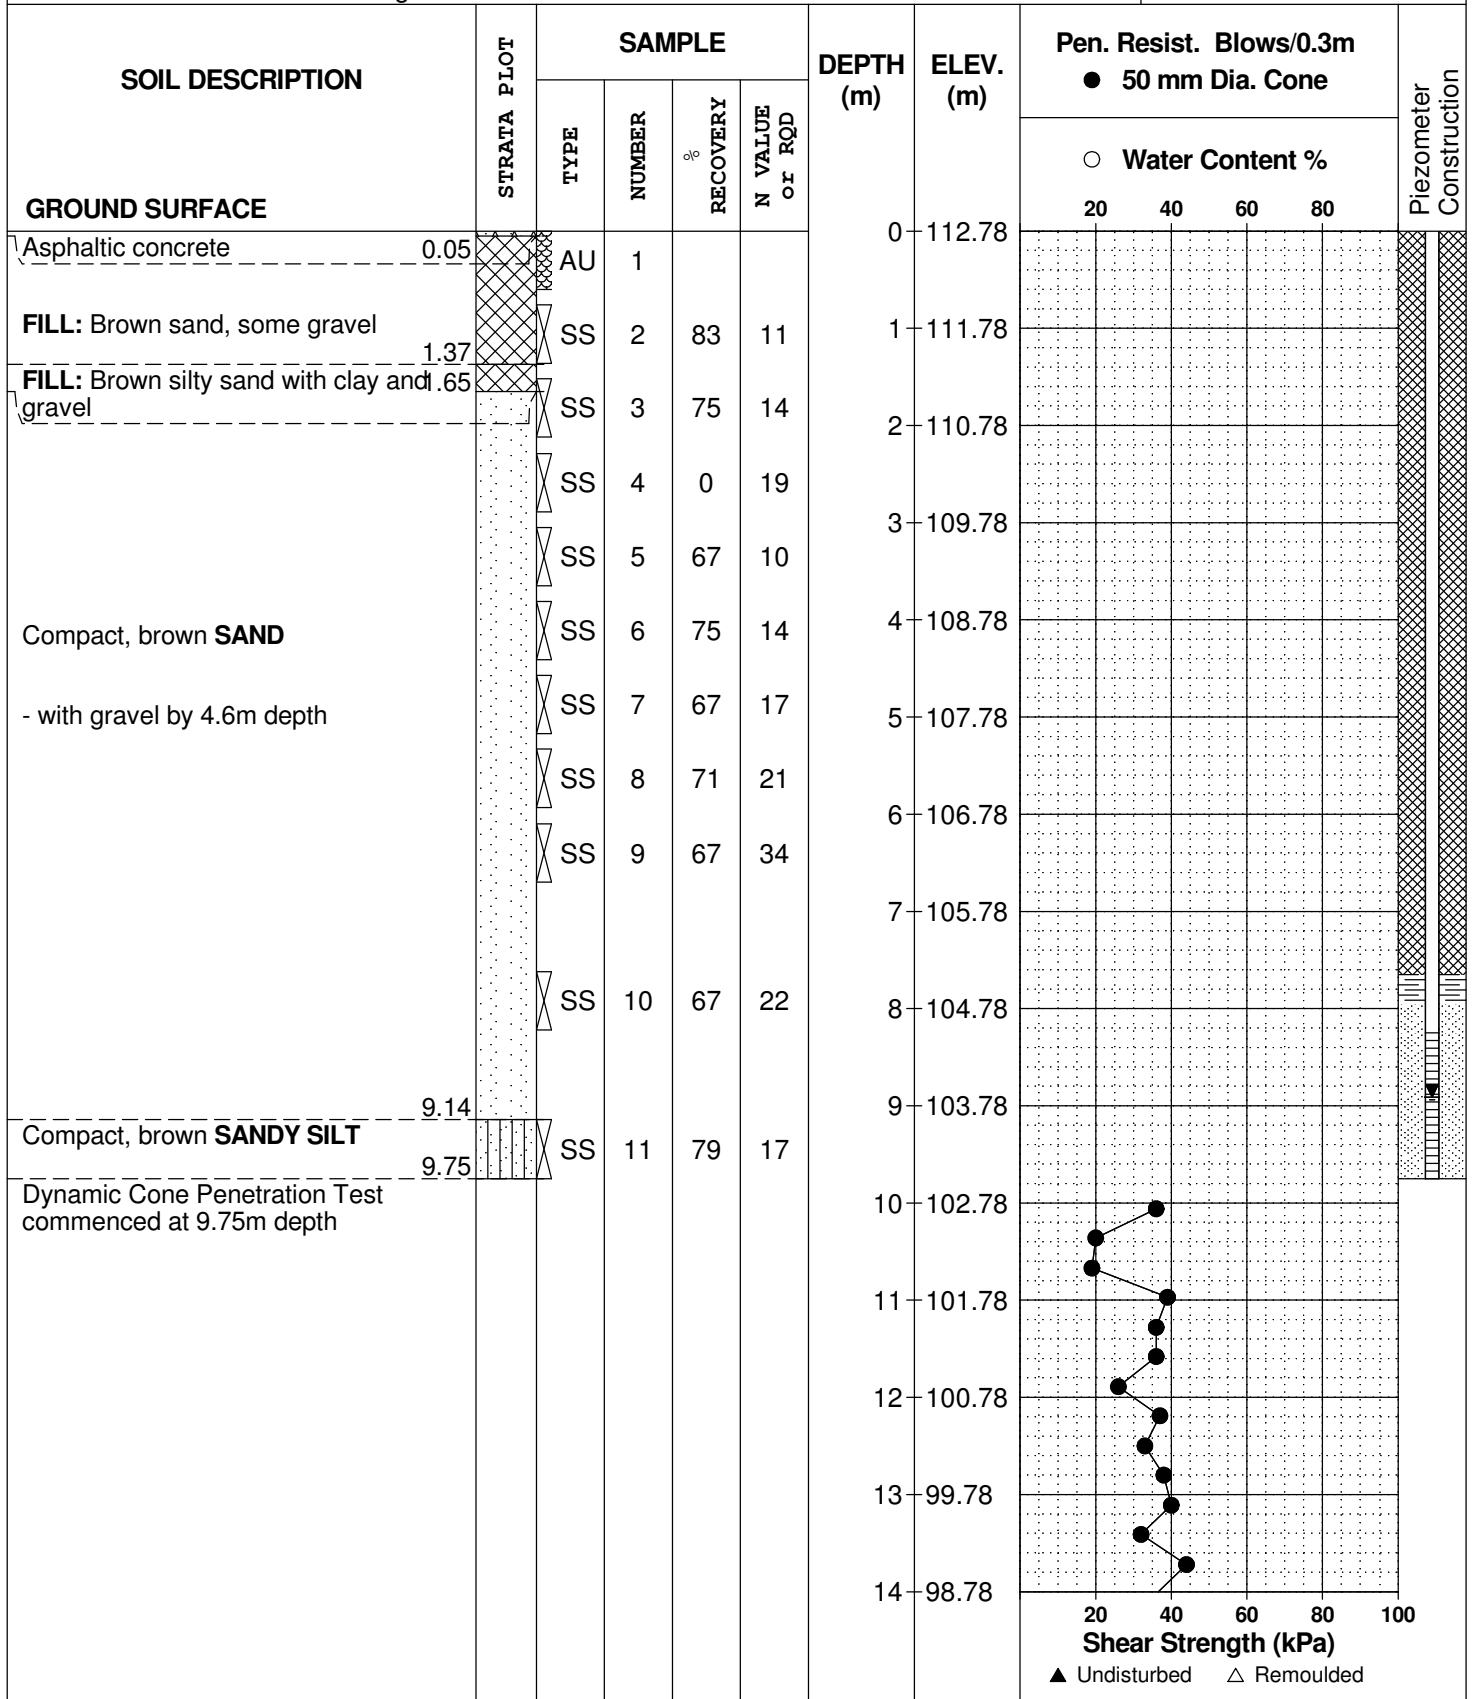 SOIL DESCRIPTION
GROUND SURFACE
STRATA PLOT
SAMPLE
TYPE
NUMBER
% RECOVERY
N VALUE or RQD
DEPTH (m)
ELEV. (m)
Pen. Resist. Blows/0.3m
● 50 mm Dia. Cone
○ Water Content %
20 40 60 80
Piezometer Construction
0 112.78
Asphaltic concrete 0.05
AU 1
FILL: Brown sand, some gravel
1.37
SS 2 83 11
1 111.78
FILL: Brown silty sand with clay and 1.65
gravel
SS 3 75 14
2 110.78
SS 4 0 19
3 109.78
SS 5 67 10
Compact, brown SAND
SS 6 75 14
4 108.78
- with gravel by 4.6m depth
SS 7 67 17
5 107.78
SS 8 71 21
6 106.78
SS 9 67 34
7 105.78
SS 10 67 22
8 104.78
9.14
9 103.78
Compact, brown SANDY SILT
9.75
SS 11 79 17
Dynamic Cone Penetration Test
commenced at 9.75m depth
10 102.78
11 101.78
12 100.78
13 99.78
14 98.78
20 40 60 80 100
Shear Strength (kPa)
▲ Undisturbed △ Remoulded